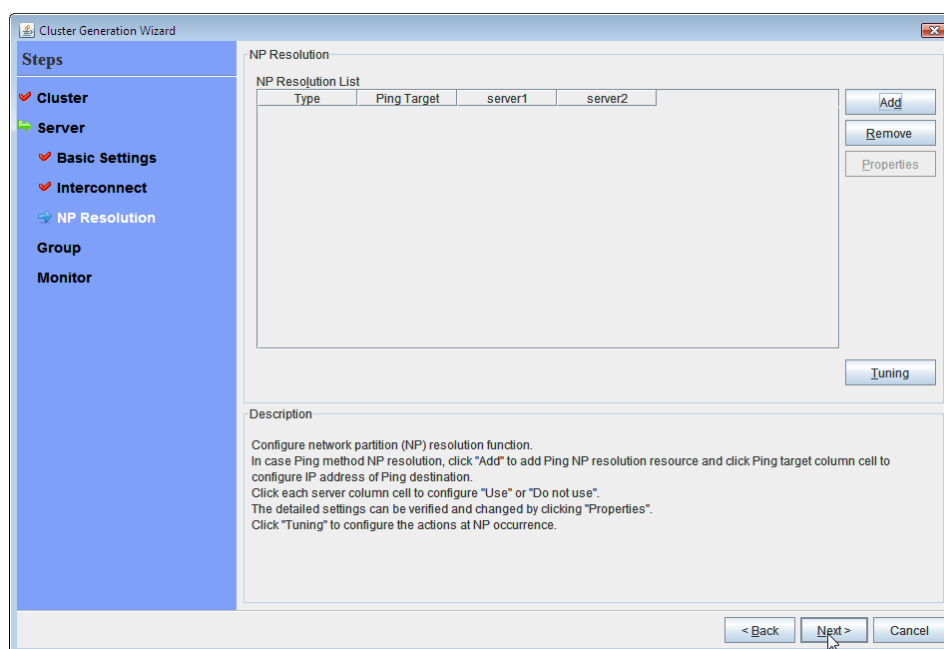 Cluster Generation Wizard
Steps
Cluster
Server
Basic Settings
Interconnect
NP Resolution
Group
Monitor
NP Resolution
NP Resolution List
Type Ping Target server1 server2
Add
Remove
Properties
Tuning
Description
Configure network partition (NP) resolution function.
In case Ping method NP resolution, click "Add" to add Ping NP resolution resource and click Ping target column cell to
configure IP address of Ping destination.
Click each server column cell to configure "Use" or "Do not use".
The detailed settings can be verified and changed by clicking "Properties".
Click "Tuning" to configure the actions at NP occurrence.
< Back Next > Cancel